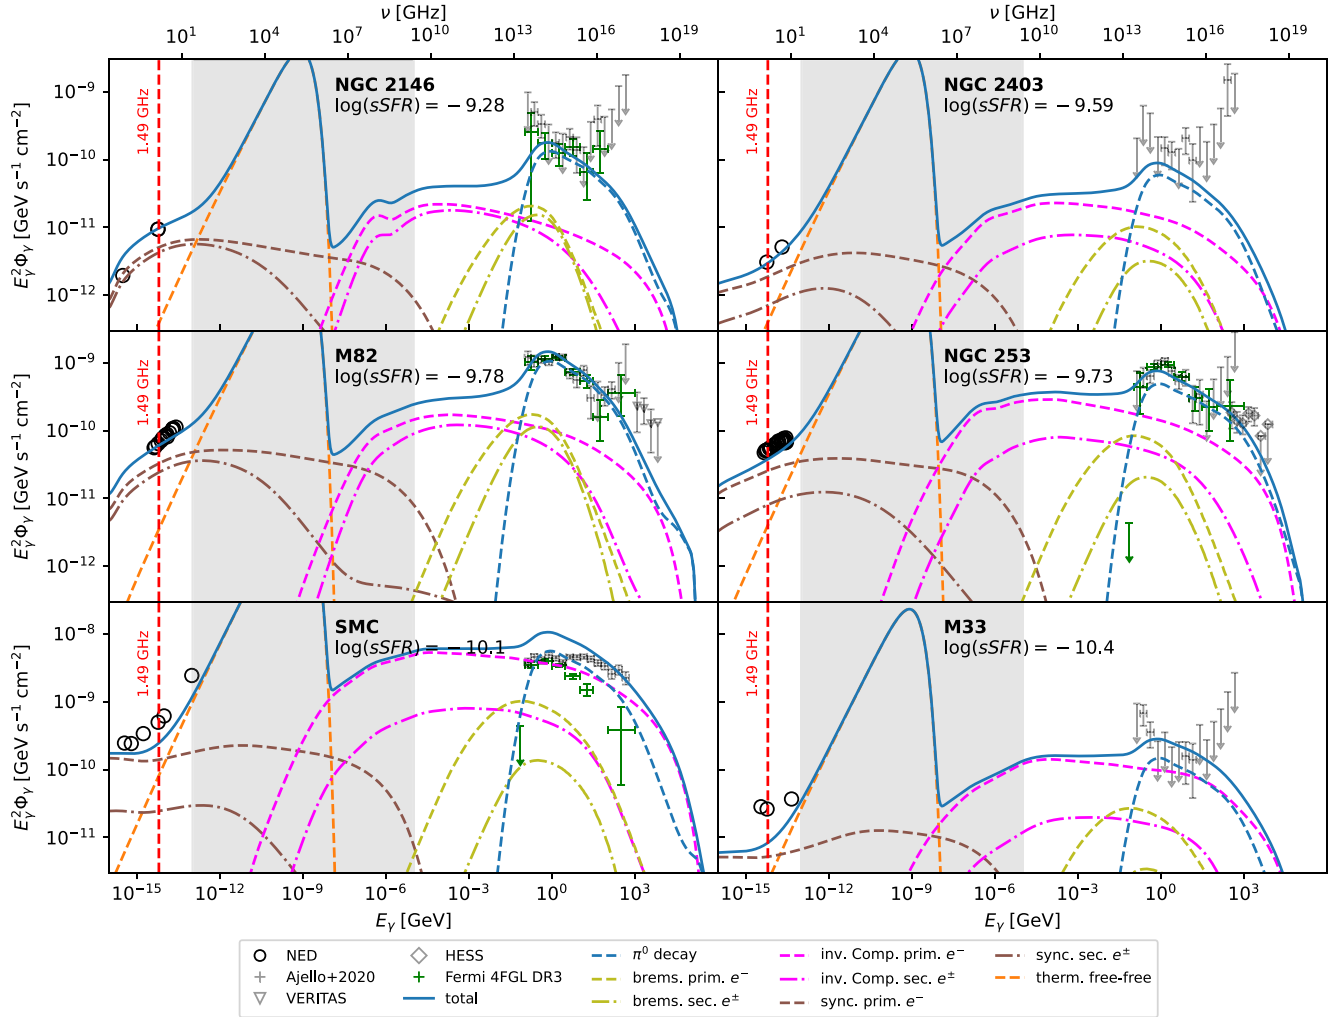 ν [GHz]
ν [GHz]
10^1 10^4 10^7 10^10 10^13 10^16 10^19
10^1 10^4 10^7 10^10 10^13 10^16 10^19
E_γ^2Φ_γ [GeV s^−1 cm^−2]
10^−9
10^−10
10^−11
10^−12
1.49 GHz
NGC 2146
log(sSFR) = −9.28
1.49 GHz
NGC 2403
log(sSFR) = −9.59
E_γ^2Φ_γ [GeV s^−1 cm^−2]
10^−9
10^−10
10^−11
10^−12
1.49 GHz
M82
log(sSFR) = −9.78
1.49 GHz
NGC 253
log(sSFR) = −9.73
E_γ^2Φ_γ [GeV s^−1 cm^−2]
10^−8
10^−9
10^−10
10^−11
1.49 GHz
SMC
log(sSFR) = −10.1
1.49 GHz
M33
log(sSFR) = −10.4
10^−15 10^−12 10^−9 10^−6 10^−3 10^0 10^3
10^−15 10^−12 10^−9 10^−6 10^−3 10^0 10^3
E_γ [GeV]
E_γ [GeV]
NED
Ajello+2020
VERITAS
HESS
Fermi 4FGL DR3
total
π^0 decay
brems. prim. e^−
brems. sec. e^±
inv. Comp. prim. e^−
inv. Comp. sec. e^±
sync. prim. e^−
sync. sec. e^±
therm. free-free